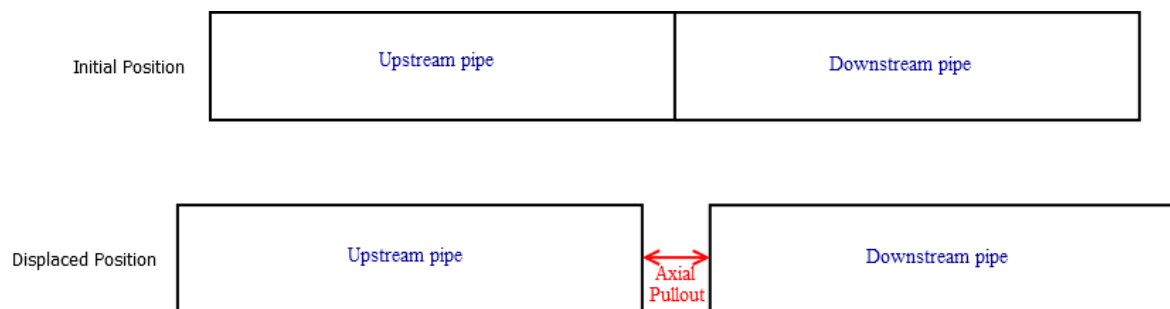 Initial Position
Upstream pipe
Downstream pipe
Displaced Position
Upstream pipe
Axial
Pullout
Downstream pipe